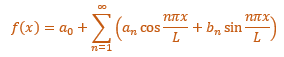 f(x) = a₀ + ∑_{n=1}^{∞} (aₙ cos nπx/L + bₙ sin nπx/L)